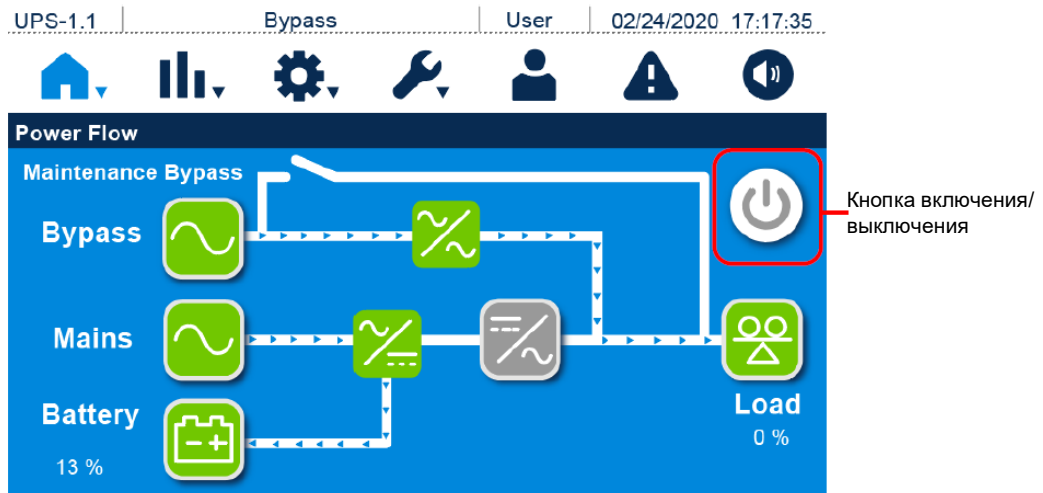 UPS-1.1 Bypass User 02/24/2020 17:17:35
Power Flow
Maintenance Bypass
Bypass
Кнопка включения/
выключения
Mains
Battery
13 %
Load
0 %